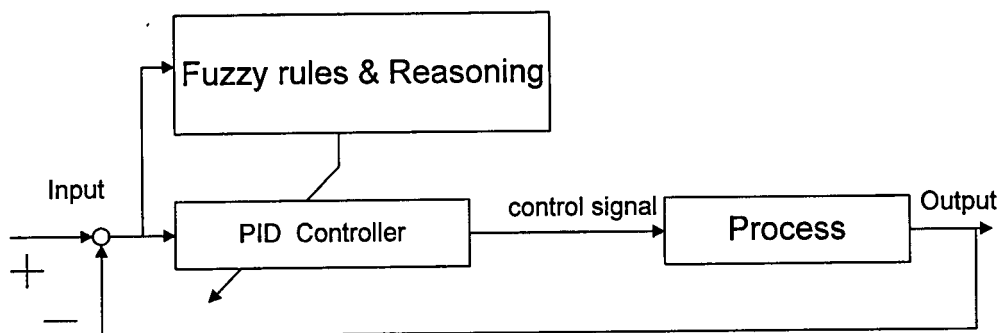 Fuzzy rules & Reasoning
Input
PID Controller
control signal
Process
Output
+
−